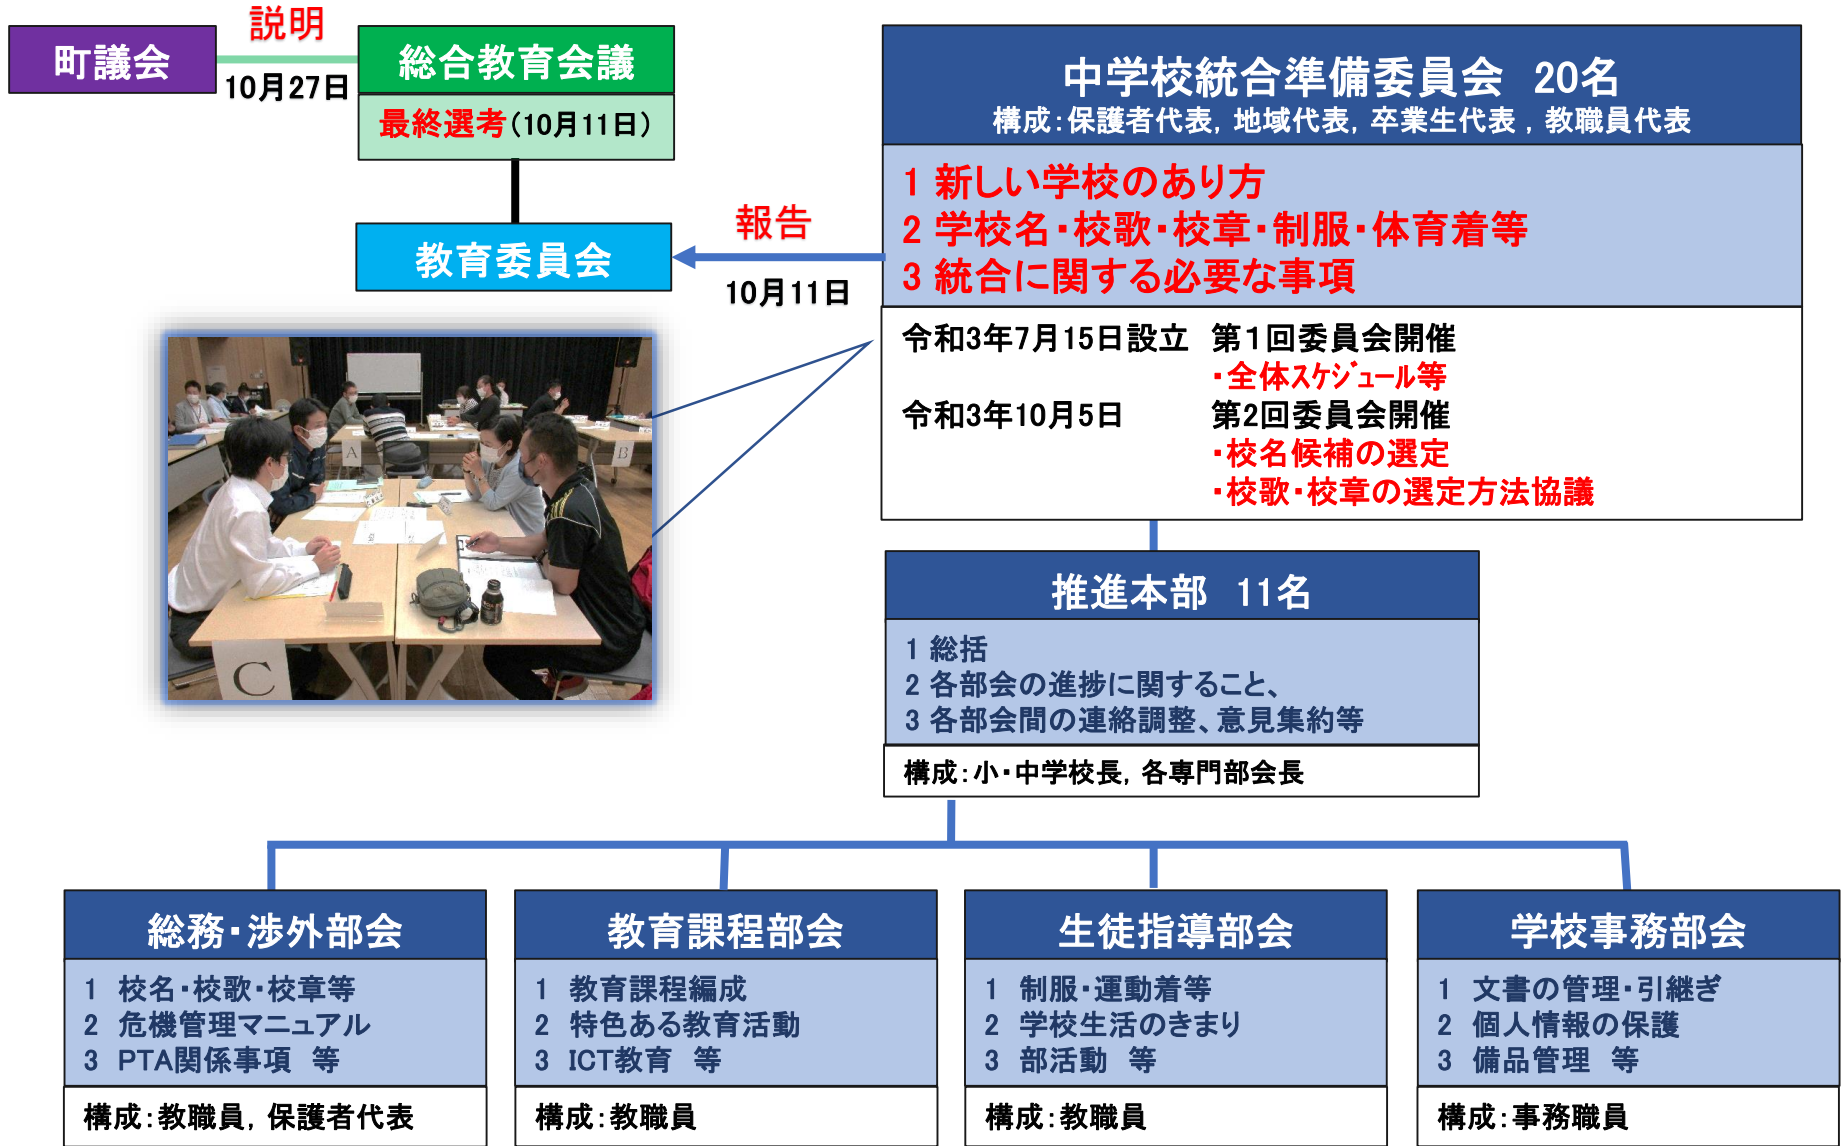 説明
町議会
10月27日
総合教育会議
最終選考(10月11日)
教育委員会
報告
10月11日
中学校統合準備委員会 20名
構成:保護者代表, 地域代表, 卒業生代表 , 教職員代表
1 新しい学校のあり方
2 学校名・校歌・校章・制服・体育着等
3 統合に関する必要な事項
令和3年7月15日設立 第1回委員会開催
・全体スケジュール等
令和3年10月5日 第2回委員会開催
・校名候補の選定
・校歌・校章の選定方法協議
A
B
C
推進本部 11名
1 総括
2 各部会の進捗に関すること、
3 各部会間の連絡調整、意見集約等
構成:小・中学校長, 各専門部会長
総務・渉外部会
1 校名・校歌・校章等
2 危機管理マニュアル
3 PTA関係事項 等
構成:教職員, 保護者代表
教育課程部会
1 教育課程編成
2 特色ある教育活動
3 ICT教育 等
構成:教職員
生徒指導部会
1 制服・運動着等
2 学校生活のきまり
3 部活動 等
構成:教職員
学校事務部会
1 文書の管理・引継ぎ
2 個人情報の保護
3 備品管理 等
構成:事務職員